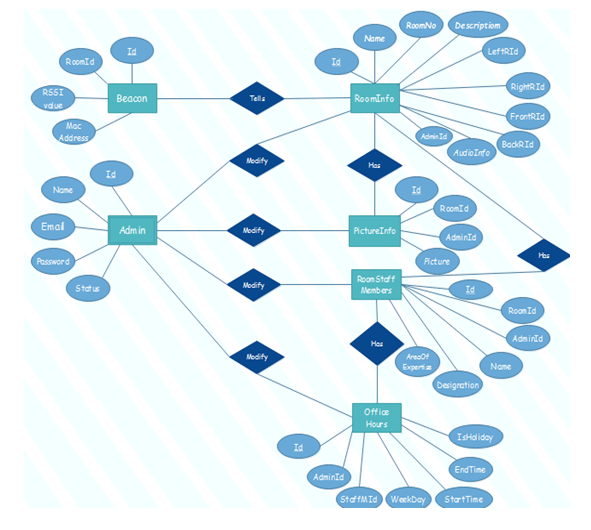 RoomNo
Description
Name
Id
Id
LeftRId
RoomId
RightRId
RSSI
value
Beacon
Tells
RoomInfo
FrontRId
Mac
Address
AdminId
BackRId
AudioInfo
Modify
Has
Id
Name
Id
RoomId
Email
Admin
Modify
PictureInfo
AdminId
Password
Picture
Has
Status
Modify
RoomStaff
Members
Id
RoomId
AdminId
Has
Modify
AreaOf
Expertise
Name
Designation
Office
Hours
IsHoliday
Id
EndTime
AdminId
StaffMId
WeekDay
StartTime